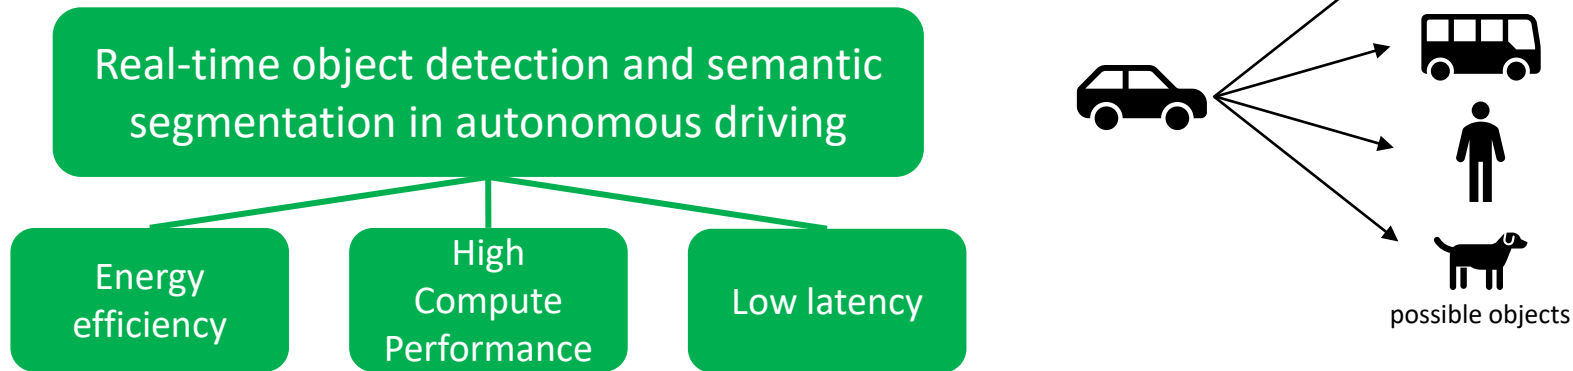 Real-time object detection and semantic
segmentation in autonomous driving
Energy
efficiency
High
Compute
Performance
Low latency
possible objects